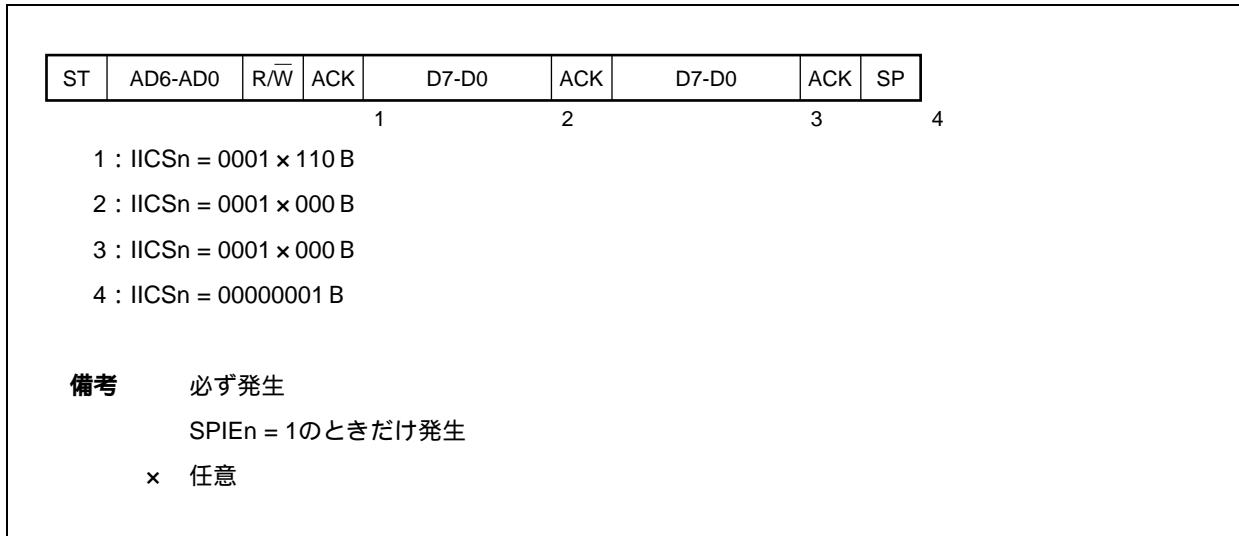 ST AD6-AD0 R/W̅ ACK D7-D0 ACK D7-D0 ACK SP
1 2 3 4
1 : IICSn = 0001×110 B
2 : IICSn = 0001×000 B
3 : IICSn = 0001×000 B
4 : IICSn = 00000001 B
備考 必ず発生
SPIEn = 1のときだけ発生
× 任意